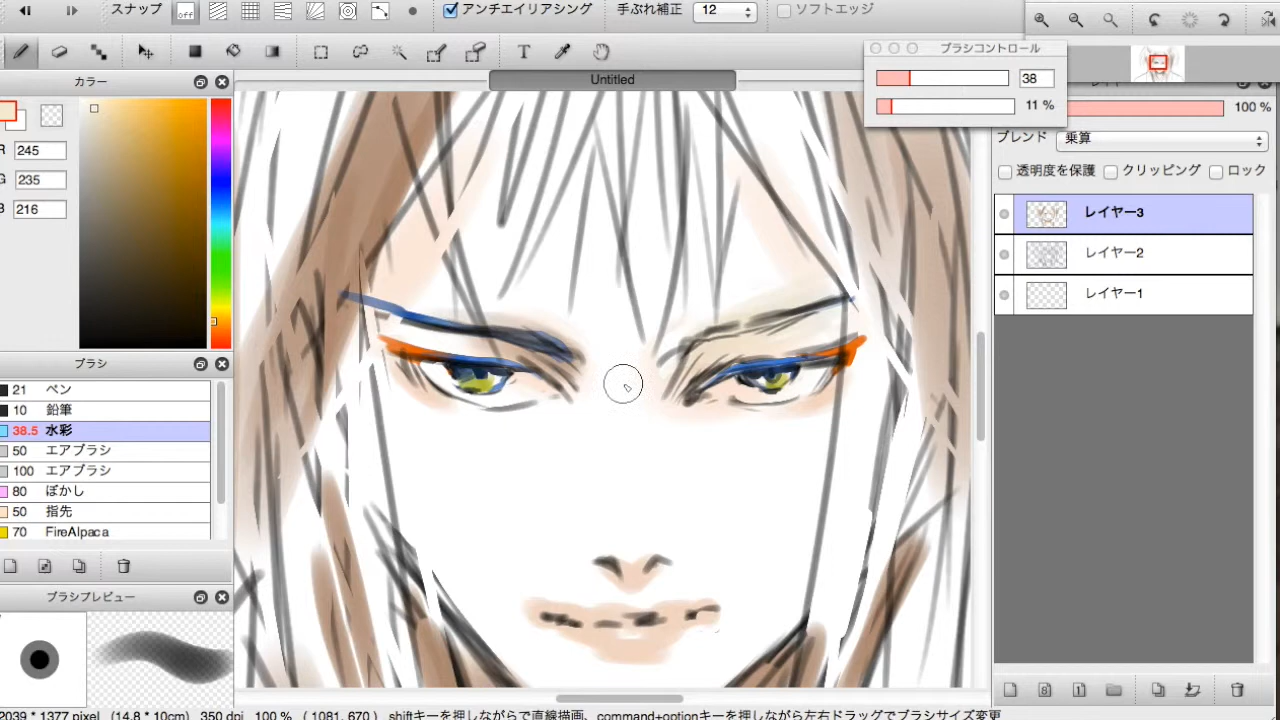 スナップ off アンチエイリアシング 手ぶれ補正 12 ソフトエッジ
ブラシコントロール
カラー Untitled 38
11 % 100 %
R 245
G 235
B 216
ブレンド 乗算
透明度を保護 クリッピング ロック
レイヤー3
レイヤー2
レイヤー1
ブラシ
21 ペン
10 鉛筆
38.5 水彩
50 エアブラシ
100 エアブラシ
80 ぼかし
50 指先
70 FireAlpaca
ブラシプレビュー
2039 * 1377 pixel (14.8 * 10cm) 350 dpi 100 % ( 1081, 670 ) shiftキーを押しながらで直線描画、command+optionキーを押しながら左右ドラッグでブラシサイズ変更